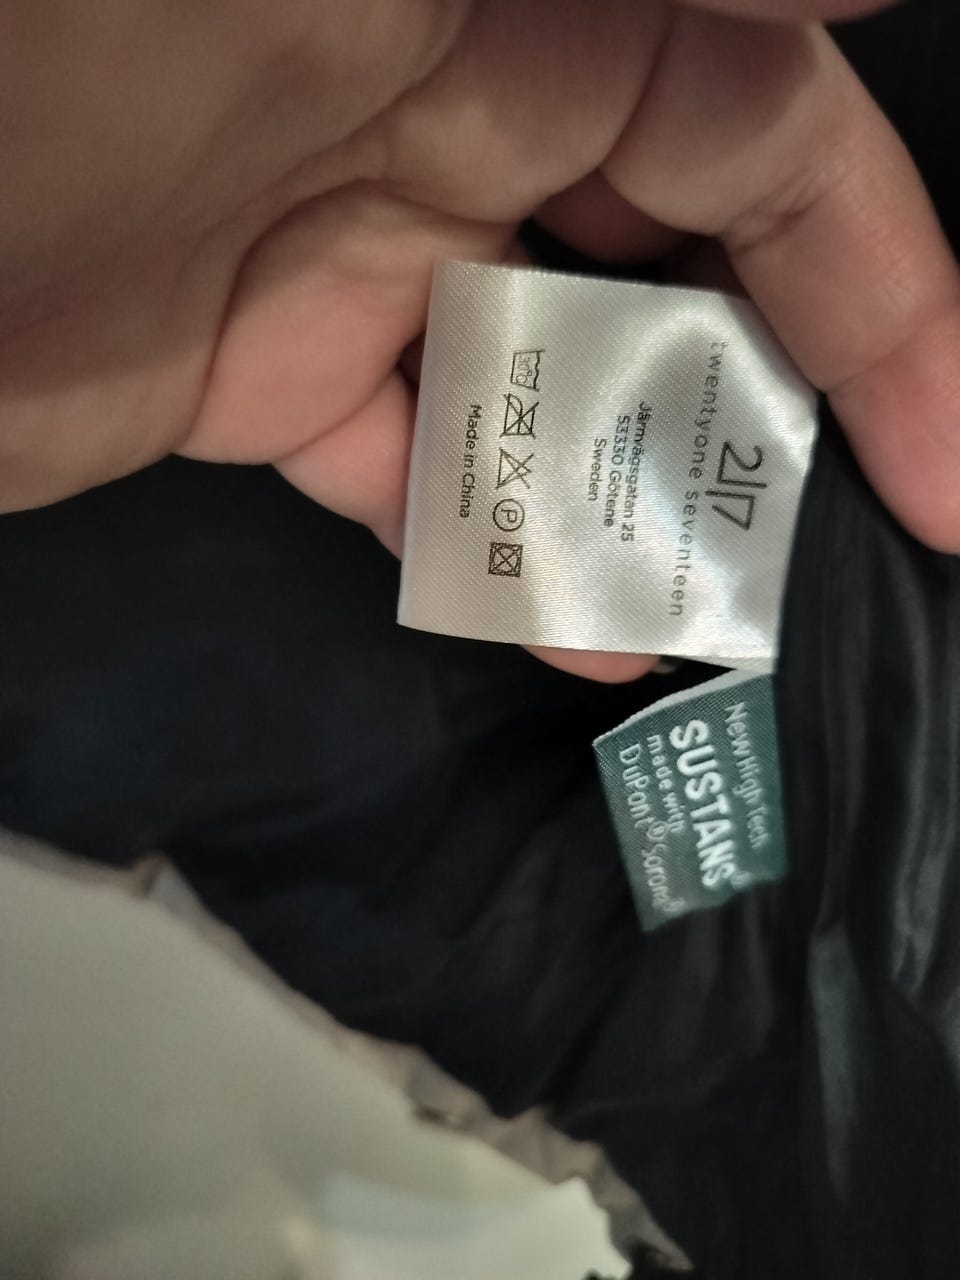 2|7
twentyone seventeen
Järnvägsgatan 25
53330 Götene
Sweden
30°C
P
Made in China
New High Tech
SUSTANS
made with
DuPont® Sorona®